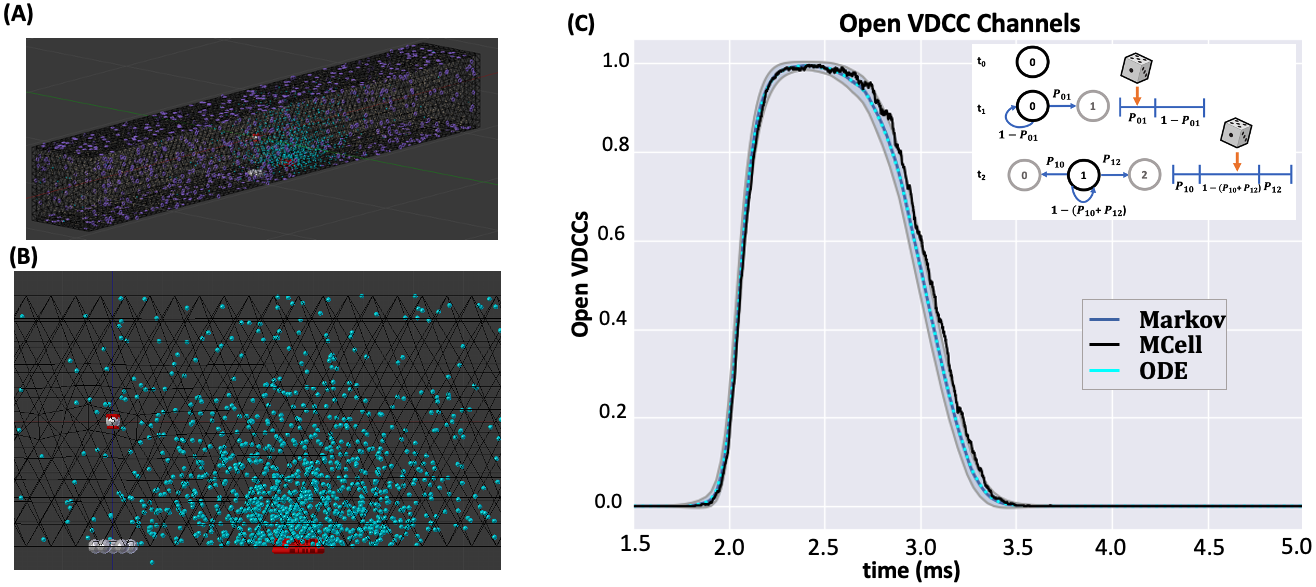 (A)
(B)
(C)
Open VDCC Channels
Open VDCCs
1.0
0.8
0.6
0.4
0.2
0.0
1.5 2.0 2.5 3.0 3.5 4.0 4.5 5.0
time (ms)
t₀ 0
t₁ 0 P₀₁ 1 P₀₁ 1 − P₀₁
1 − P₀₁
t₂ 0 P₁₀ 1 P₁₂ 2 P₁₀ 1 − (P₁₀+ P₁₂) P₁₂
1 − (P₁₀+ P₁₂)
Markov
MCell
ODE